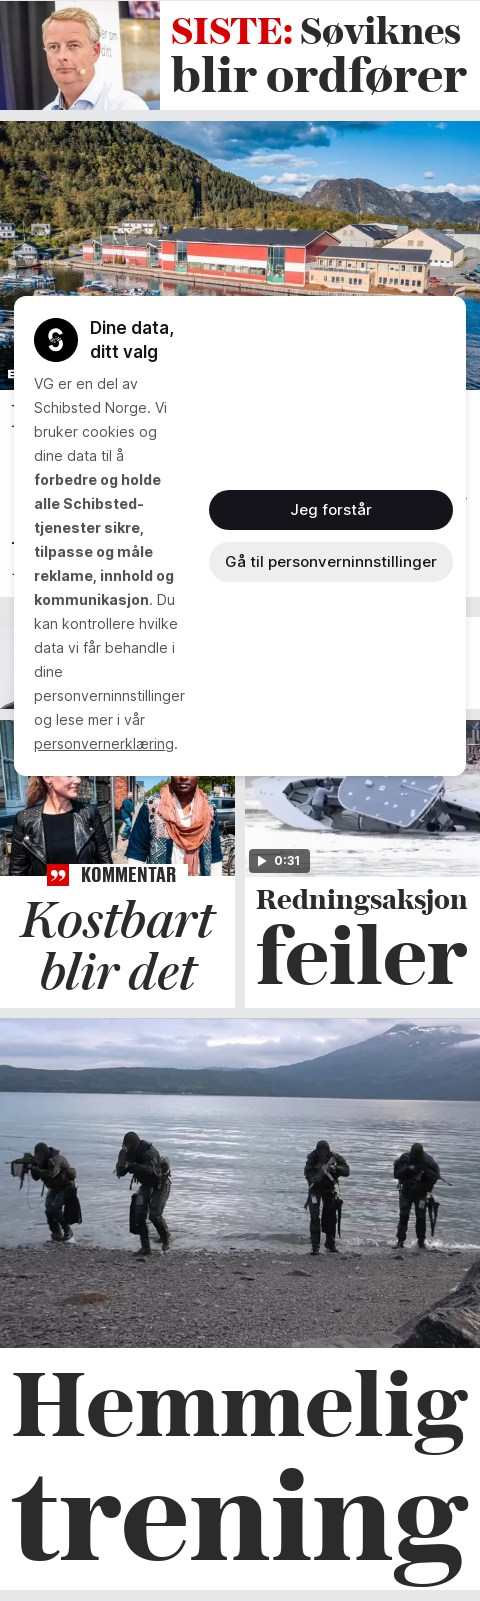 SISTE: Søviknes
blir ordfører
Dine data,
ditt valg
VG er en del av
Schibsted Norge. Vi
bruker cookies og
dine data til å
forbedre og holde
alle Schibsted-
tjenester sikre,
tilpasse og måle
reklame, innhold og
kommunikasjon. Du
kan kontrollere hvilke
data vi får behandle i
dine
personverninnstillinger
og lese mer i vår
personvernerklæring.
Jeg forstår
Gå til personverninnstillinger
0:31
KOMMENTAR
Kostbart
blir det
Redningsaksjon
feiler
Hemmelig
trening